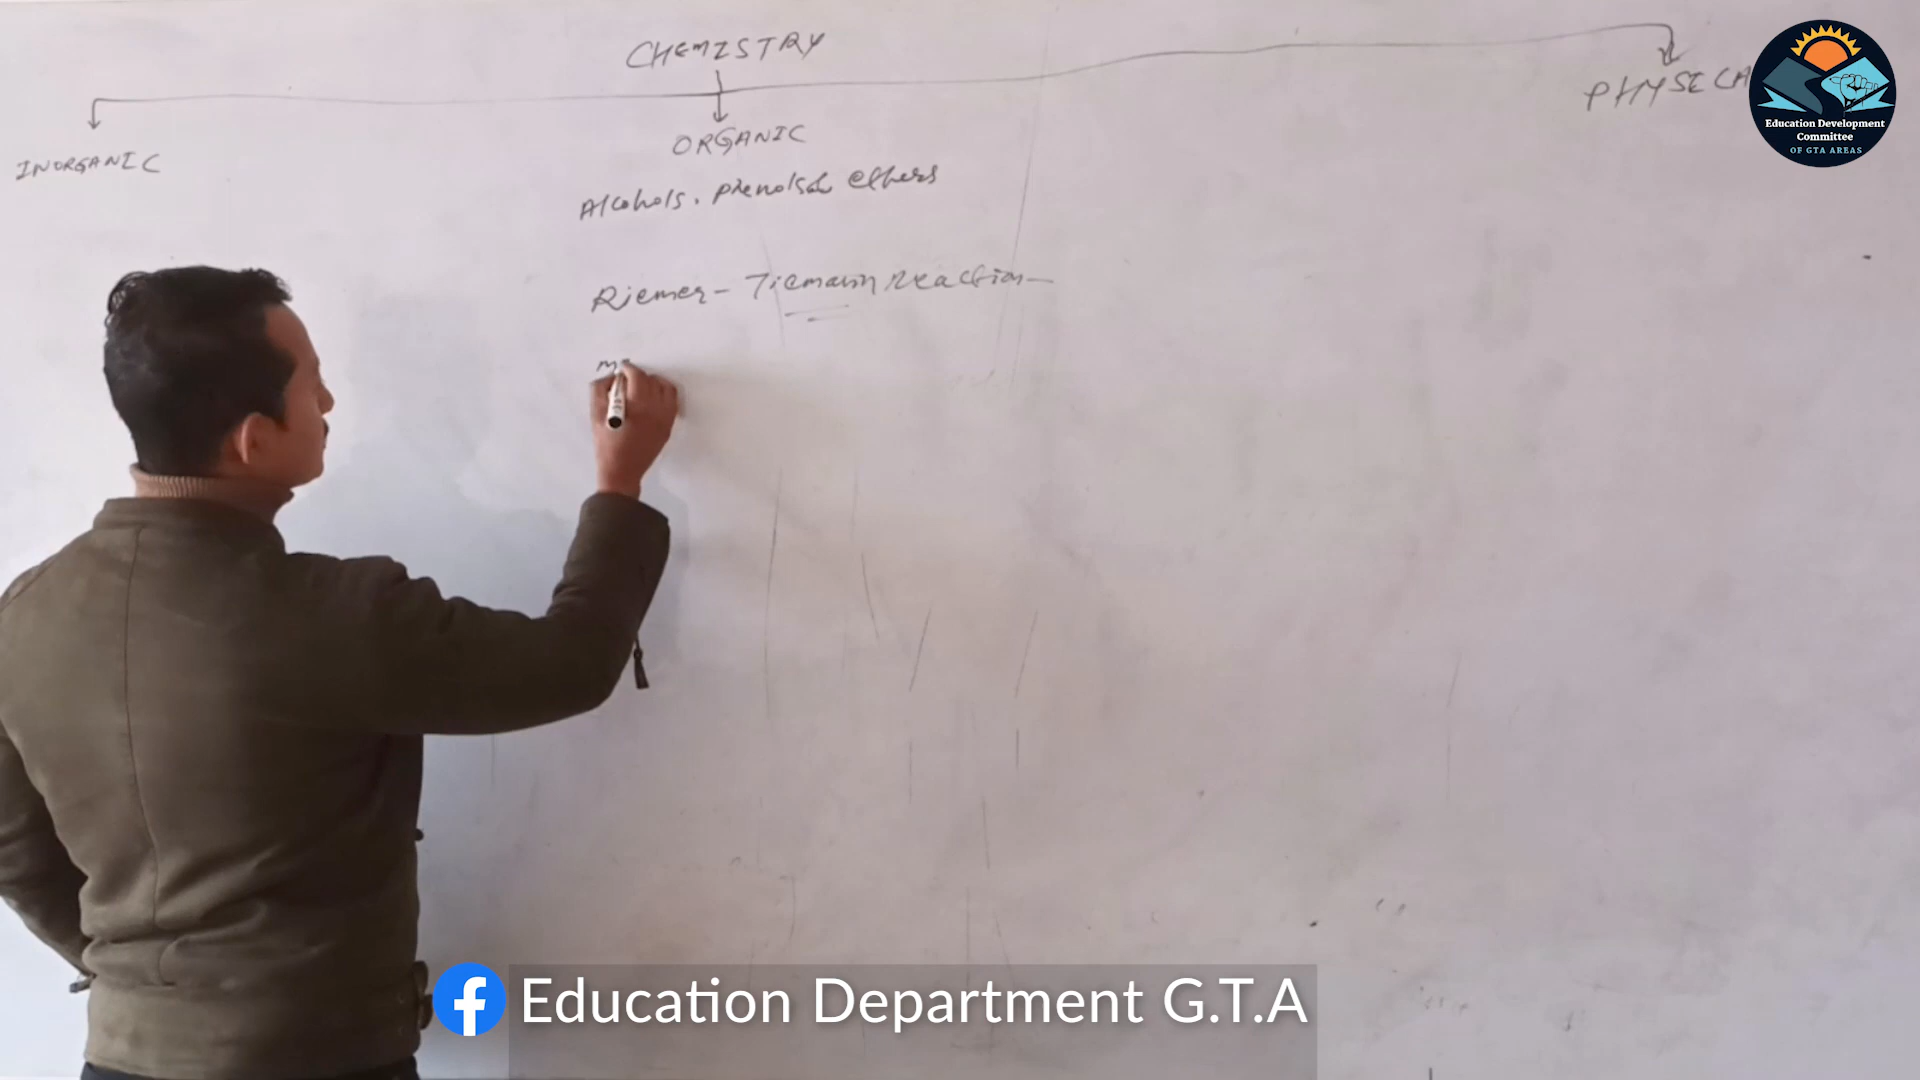 CHEMISTRY
INORGANIC
ORGANIC
PHYSICA
Alcohols, phenols & ethers
Riemer - Tiemann Reaction -
Education Development
Committee
OF GTA AREAS
Education Department G.T.A